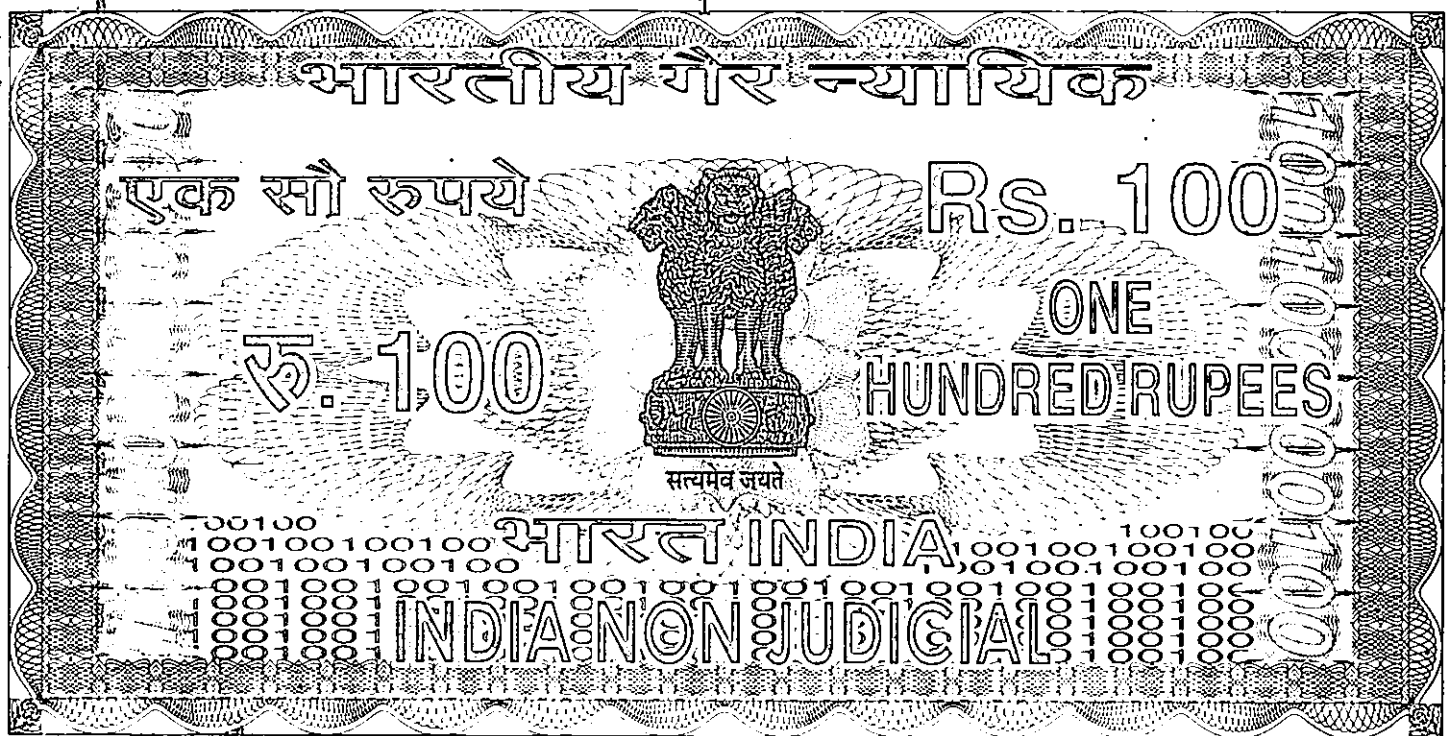 भारतीय गैर न्यायिक
एक सौ रुपये
Rs. 100
रु. 100
ONE
HUNDRED RUPEES
सत्यमेव जयते
भारत INDIA
INDIA NON JUDICIAL